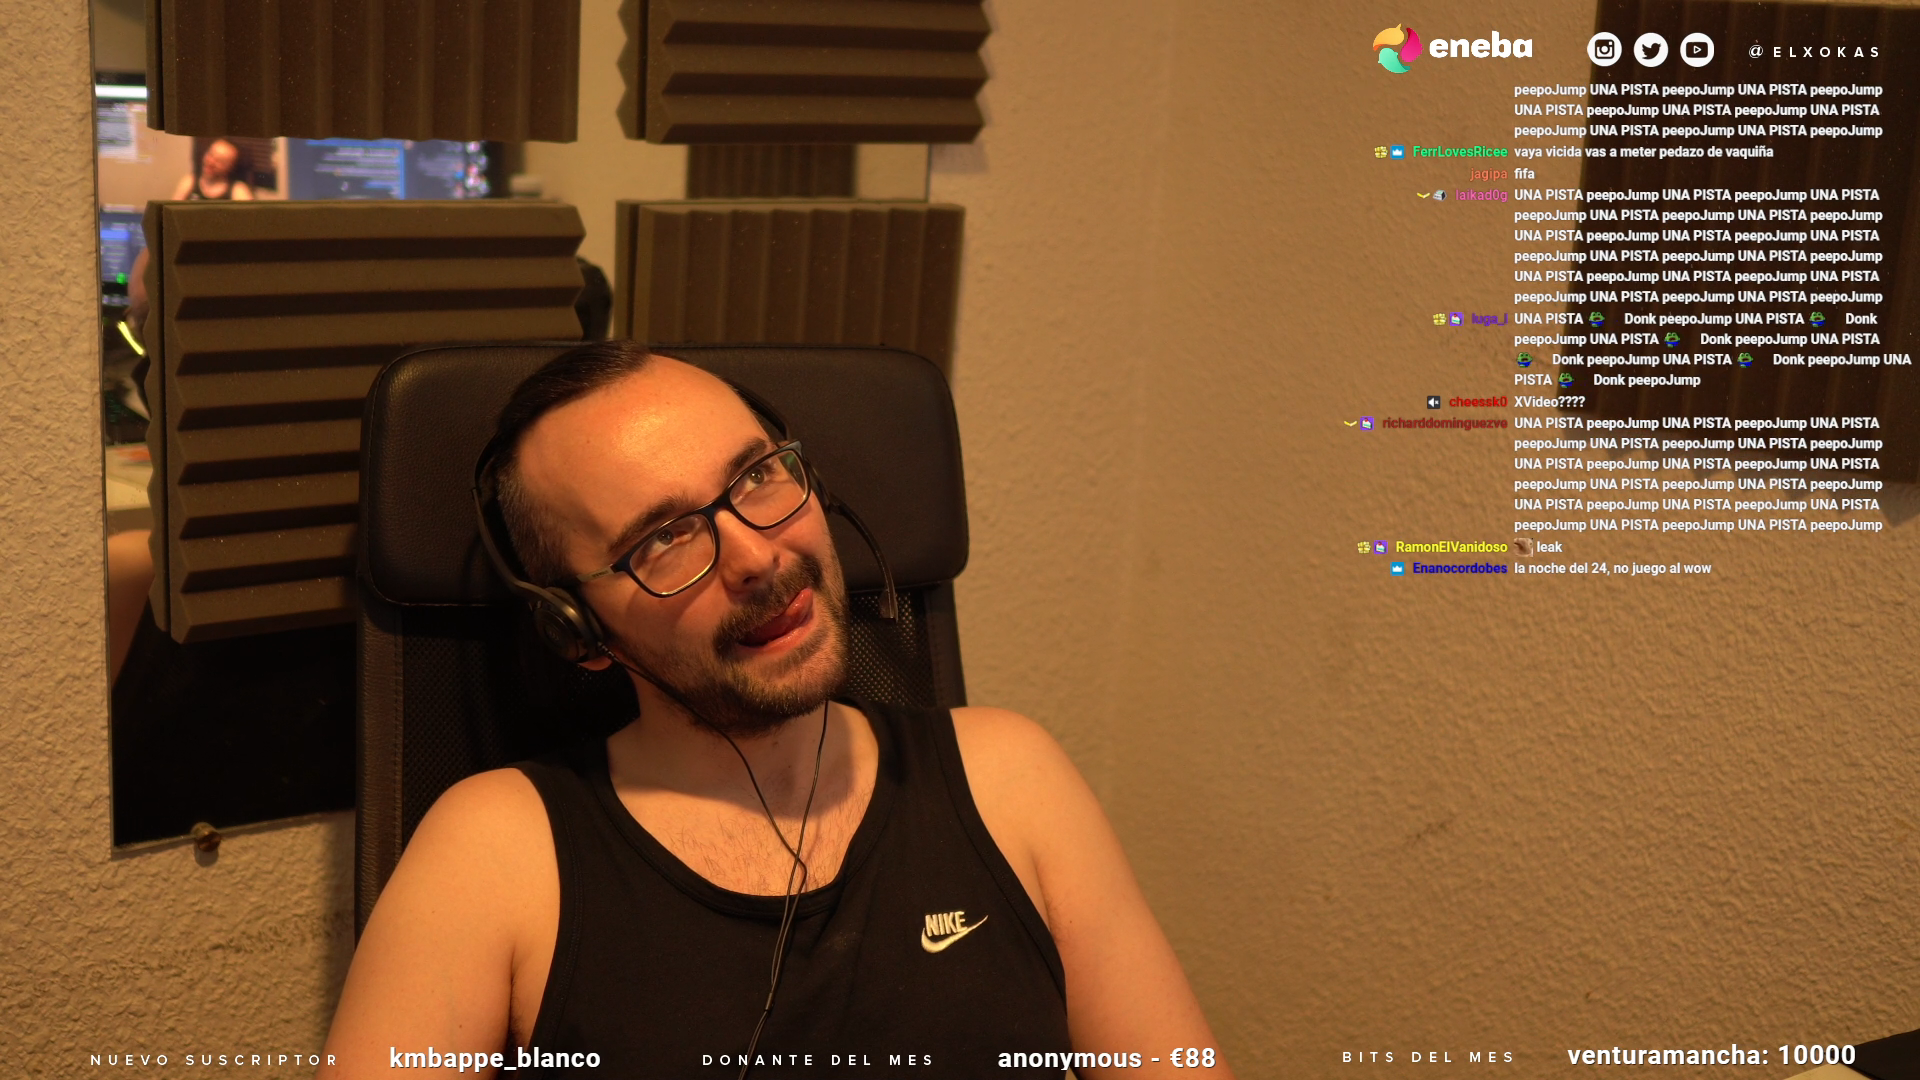 eneba
@ELXOKAS
peepoJump UNA PISTA peepoJump UNA PISTA peepoJump
UNA PISTA peepoJump UNA PISTA peepoJump UNA PISTA
peepoJump UNA PISTA peepoJump UNA PISTA peepoJump
FerrLovesRicee vaya vicida vas a meter pedazo de vaquiña
jagipa fifa
laikad0g UNA PISTA peepoJump UNA PISTA peepoJump UNA PISTA
peepoJump UNA PISTA peepoJump UNA PISTA peepoJump
UNA PISTA peepoJump UNA PISTA peepoJump UNA PISTA
peepoJump UNA PISTA peepoJump UNA PISTA peepoJump
UNA PISTA peepoJump UNA PISTA peepoJump UNA PISTA
peepoJump UNA PISTA peepoJump UNA PISTA peepoJump
UNA PISTA Donk peepoJump UNA PISTA Donk
peepoJump UNA PISTA Donk peepoJump UNA PISTA
Donk peepoJump UNA PISTA Donk peepoJump UNA
PISTA Donk peepoJump
cheessk0 XVideo????
richarddominguezve UNA PISTA peepoJump UNA PISTA peepoJump UNA PISTA
peepoJump UNA PISTA peepoJump UNA PISTA peepoJump
UNA PISTA peepoJump UNA PISTA peepoJump UNA PISTA
peepoJump UNA PISTA peepoJump UNA PISTA peepoJump
UNA PISTA peepoJump UNA PISTA peepoJump UNA PISTA
peepoJump UNA PISTA peepoJump UNA PISTA peepoJump
RamonElVanidoso leak
Enanocordobes la noche del 24, no juego al wow
NIKE
NUEVO SUSCRIPTOR kmbappe_blanco DONANTE DEL MES anonymous - €88 BITS DEL MES venturamancha: 10000